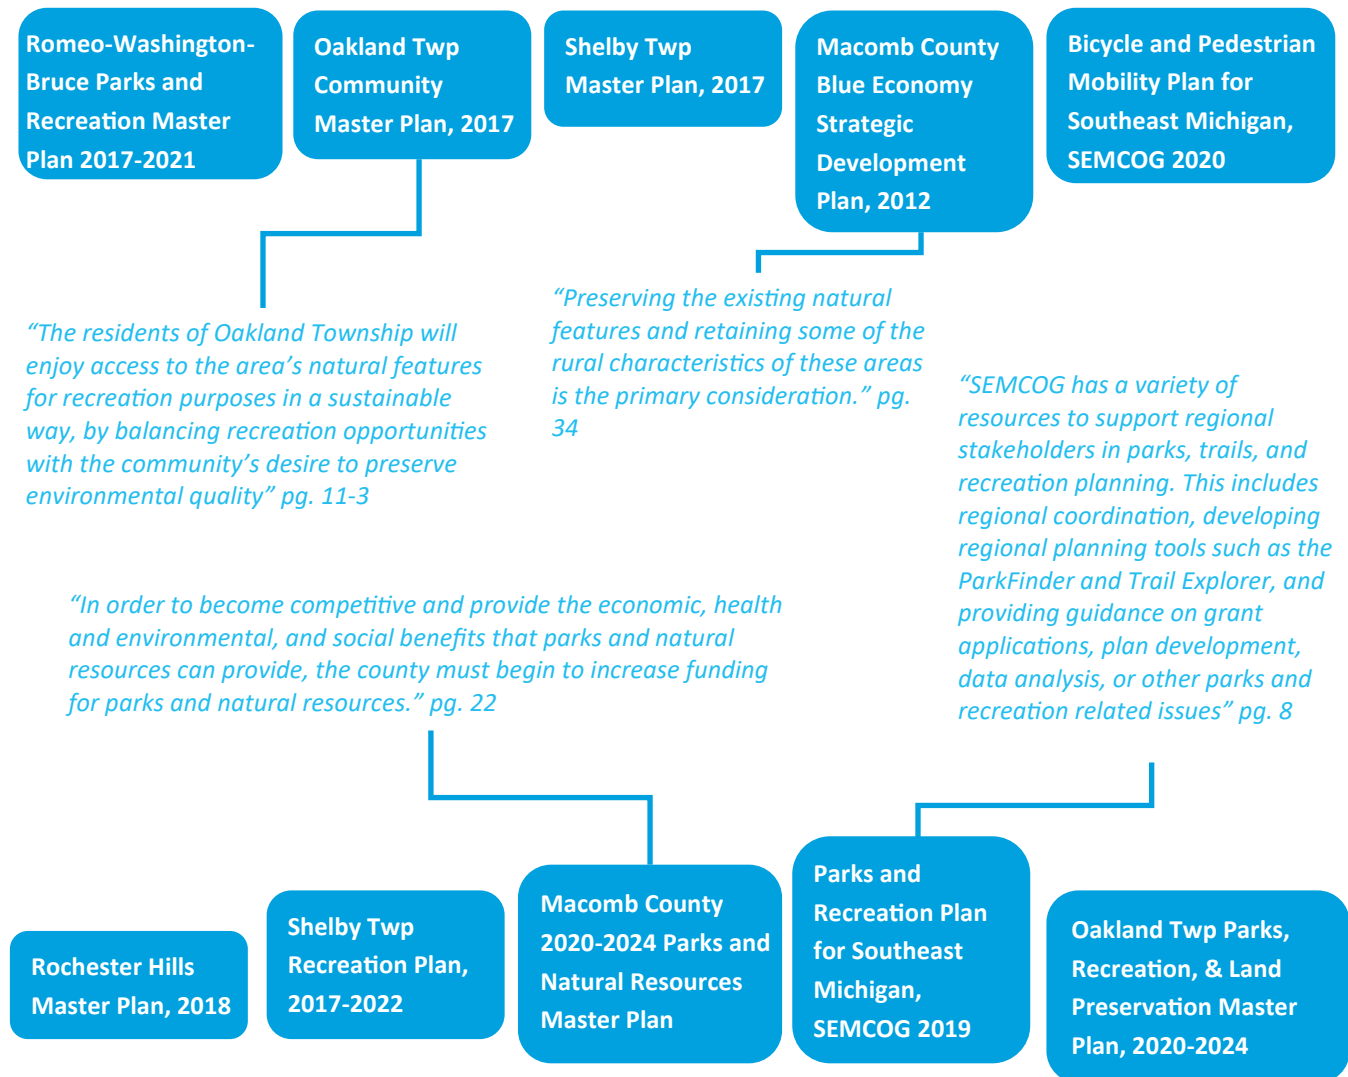 Romeo-Washington-
Bruce Parks and
Recreation Master
Plan 2017-2021
Oakland Twp
Community
Master Plan, 2017
Shelby Twp
Master Plan, 2017
Macomb County
Blue Economy
Strategic
Development
Plan, 2012
Bicycle and Pedestrian
Mobility Plan for
Southeast Michigan,
SEMCOG 2020
“The residents of Oakland Township will
enjoy access to the area’s natural features
for recreation purposes in a sustainable
way, by balancing recreation opportunities
with the community’s desire to preserve
environmental quality” pg. 11-3
“Preserving the existing natural
features and retaining some of the
rural characteristics of these areas
is the primary consideration.” pg.
34
“SEMCOG has a variety of
resources to support regional
stakeholders in parks, trails, and
recreation planning. This includes
regional coordination, developing
regional planning tools such as the
ParkFinder and Trail Explorer, and
providing guidance on grant
applications, plan development,
data analysis, or other parks and
recreation related issues” pg. 8
“In order to become competitive and provide the economic, health
and environmental, and social benefits that parks and natural
resources can provide, the county must begin to increase funding
for parks and natural resources.” pg. 22
Rochester Hills
Master Plan, 2018
Shelby Twp
Recreation Plan,
2017-2022
Macomb County
2020-2024 Parks and
Natural Resources
Master Plan
Parks and
Recreation Plan
for Southeast
Michigan,
SEMCOG 2019
Oakland Twp Parks,
Recreation, & Land
Preservation Master
Plan, 2020-2024